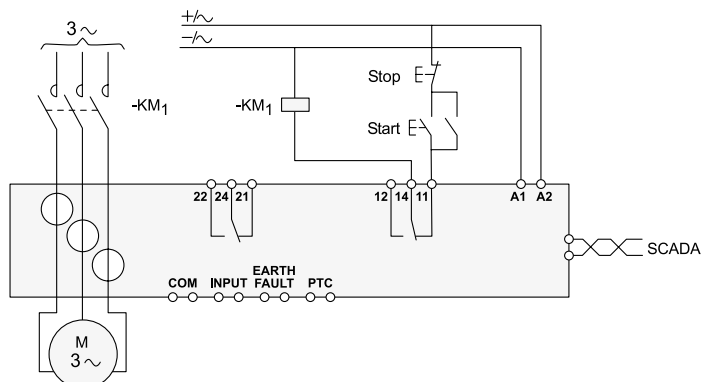 +/~
3 ~
−/~
Stop
-KM1
-KM1
Start
22 24 21
12 14 11
A1 A2
SCADA
COM INPUT EARTH FAULT PTC
M
3 ~